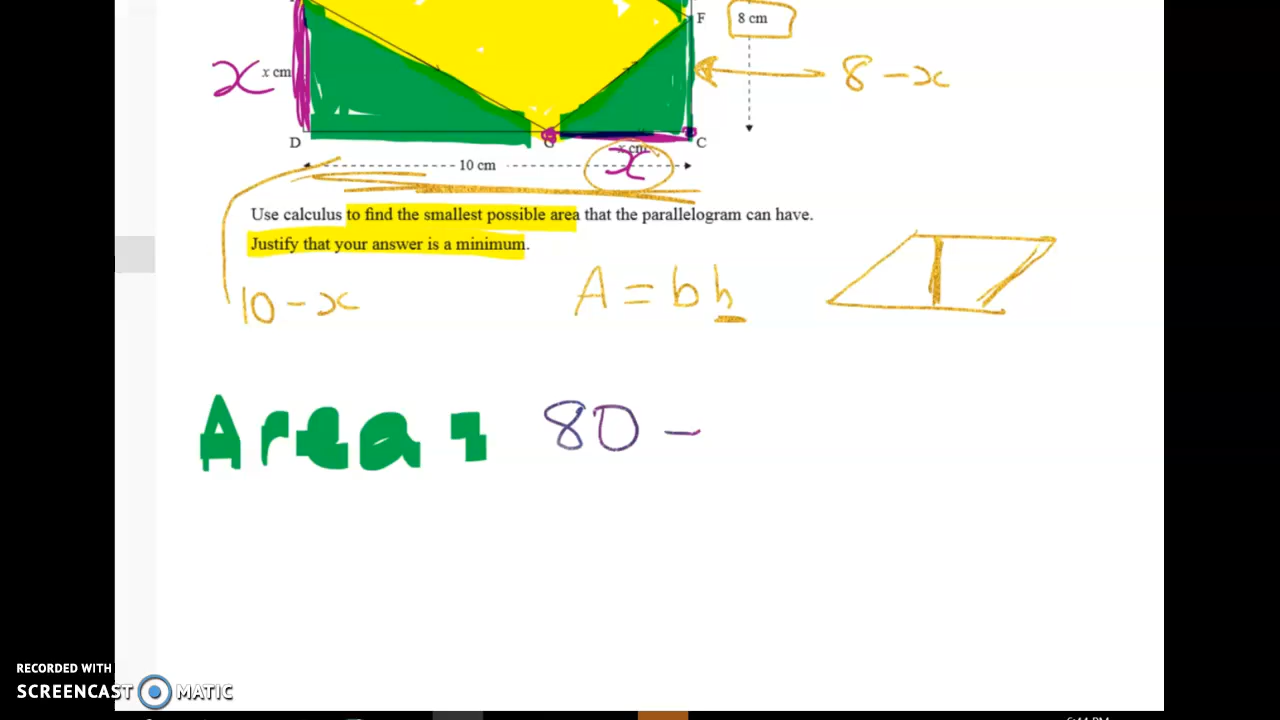 F 8 cm
x x cm 8 - x
D G C
x cm
10 cm x
Use calculus to find the smallest possible area that the parallelogram can have.
Justify that your answer is a minimum.
10 - x A = bh
Area = 80 -
RECORDED WITH
SCREENCAST MATIC